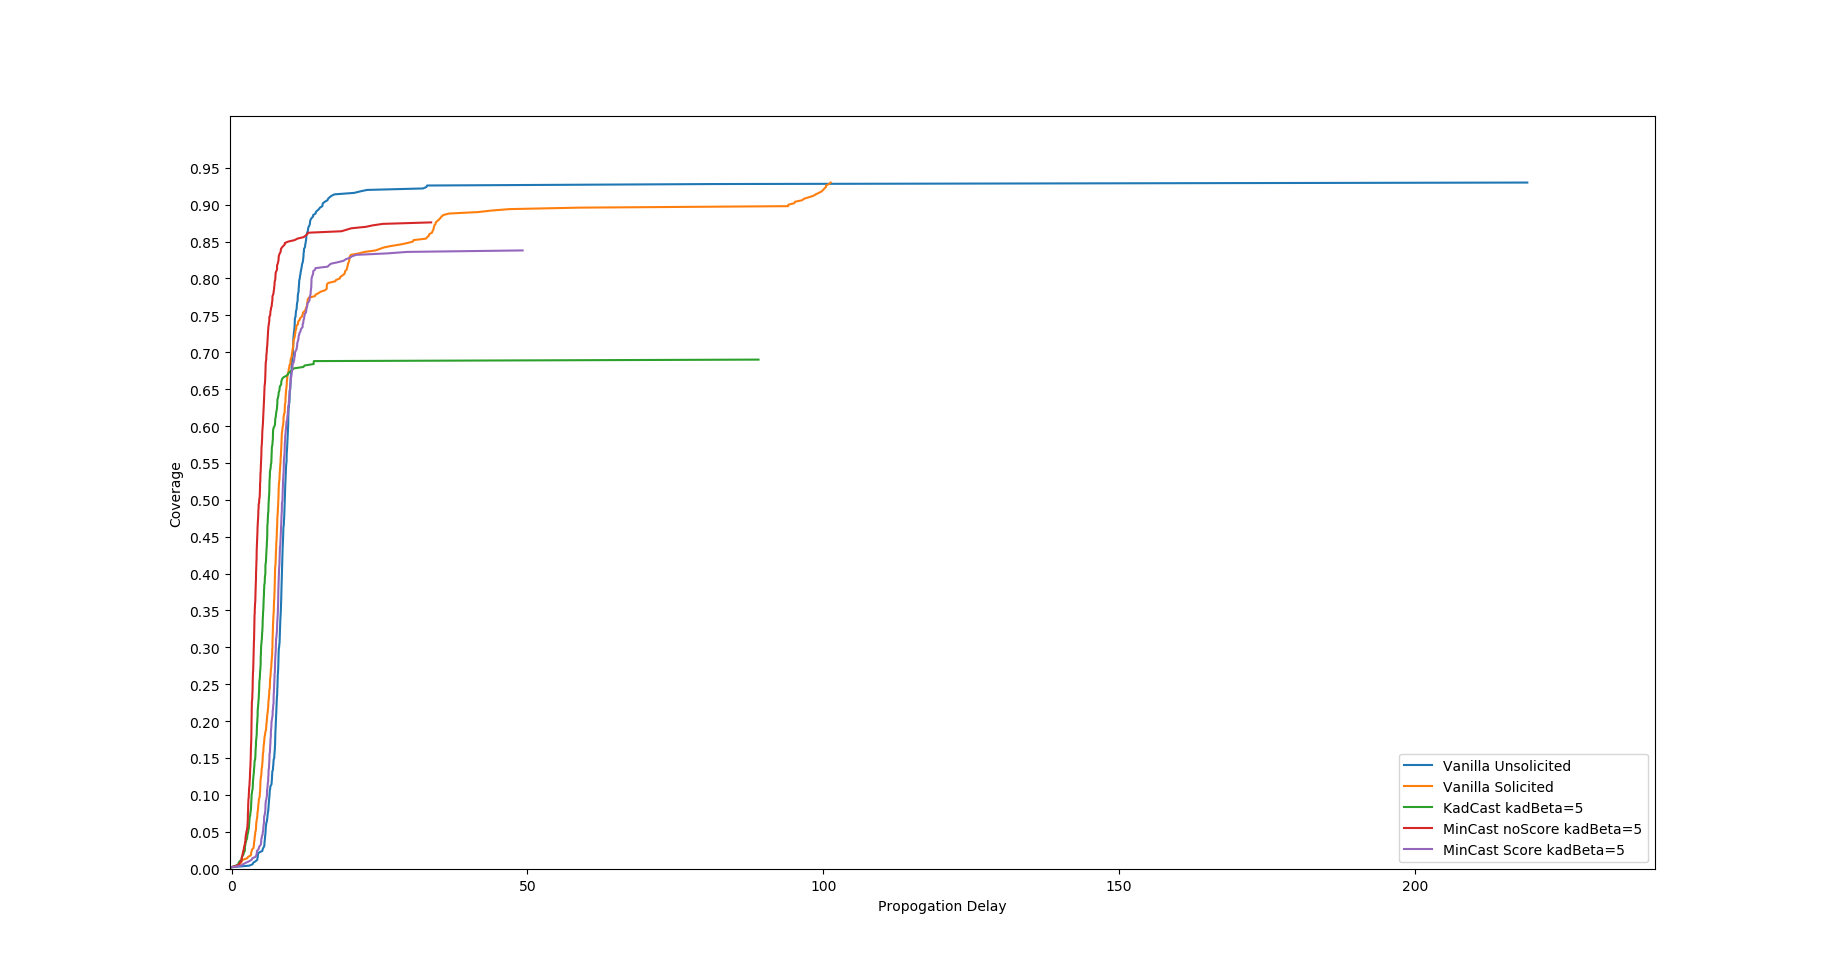 0.95
0.90
0.85
0.80
0.75
0.70
0.65
0.60
0.55
0.50
0.45
0.40
0.35
0.30
0.25
0.20
0.15
0.10
0.05
0.00
Coverage
0 50 100 150 200
Propogation Delay
Vanilla Unsolicited
Vanilla Solicited
KadCast kadBeta=5
MinCast noScore kadBeta=5
MinCast Score kadBeta=5